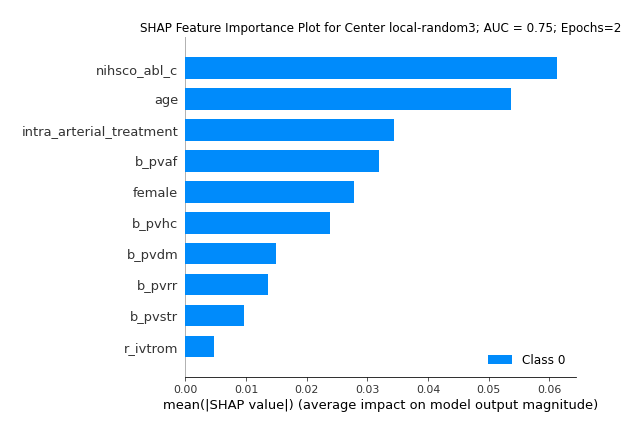 SHAP Feature Importance Plot for Center local-random3; AUC = 0.75; Epochs=2
nihsco_abl_c
age
intra_arterial_treatment
b_pvaf
female
b_pvhc
b_pvdm
b_pvrr
b_pvstr
r_ivtrom
Class 0
0.00 0.01 0.02 0.03 0.04 0.05 0.06
mean(|SHAP value|) (average impact on model output magnitude)